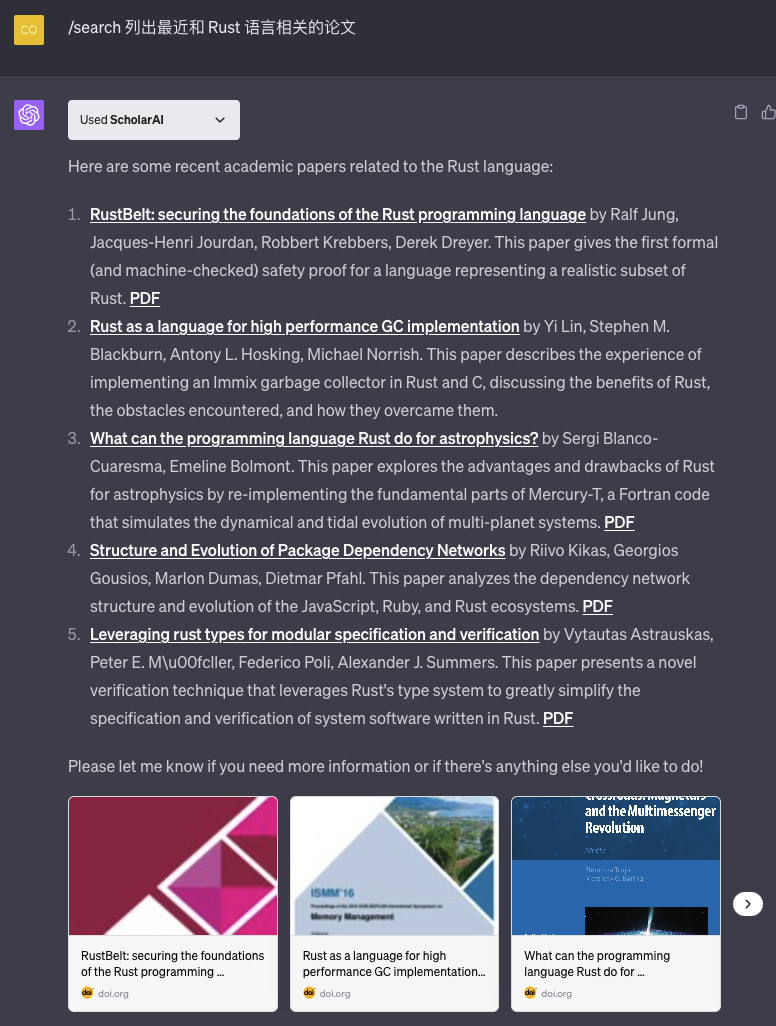 CO
/search 列出最近和 Rust 语言相关的论文
Used ScholarAI
Here are some recent academic papers related to the Rust language:
1. RustBelt: securing the foundations of the Rust programming language by Ralf Jung,
Jacques-Henri Jourdan, Robbert Krebbers, Derek Dreyer. This paper gives the first formal
(and machine-checked) safety proof for a language representing a realistic subset of
Rust. PDF
2. Rust as a language for high performance GC implementation by Yi Lin, Stephen M.
Blackburn, Antony L. Hosking, Michael Norrish. This paper describes the experience of
implementing an Immix garbage collector in Rust and C, discussing the benefits of Rust,
the obstacles encountered, and how they overcame them.
3. What can the programming language Rust do for astrophysics? by Sergi Blanco-
Cuaresma, Emeline Bolmont. This paper explores the advantages and drawbacks of Rust
for astrophysics by re-implementing the fundamental parts of Mercury-T, a Fortran code
that simulates the dynamical and tidal evolution of multi-planet systems. PDF
4. Structure and Evolution of Package Dependency Networks by Riivo Kikas, Georgios
Gousios, Marlon Dumas, Dietmar Pfahl. This paper analyzes the dependency network
structure and evolution of the JavaScript, Ruby, and Rust ecosystems. PDF
5. Leveraging rust types for modular specification and verification by Vytautas Astrauskas,
Peter E. M\u00fcller, Federico Poli, Alexander J. Summers. This paper presents a novel
verification technique that leverages Rust's type system to greatly simplify the
specification and verification of system software written in Rust. PDF
Please let me know if you need more information or if there's anything else you'd like to do!
ISMM'16
Memory Management
and the Multimessenger
Revolution
RustBelt: securing the foundations
of the Rust programming ...
doi doi.org
Rust as a language for high
performance GC implementation...
doi doi.org
What can the programming
language Rust do for ...
doi doi.org